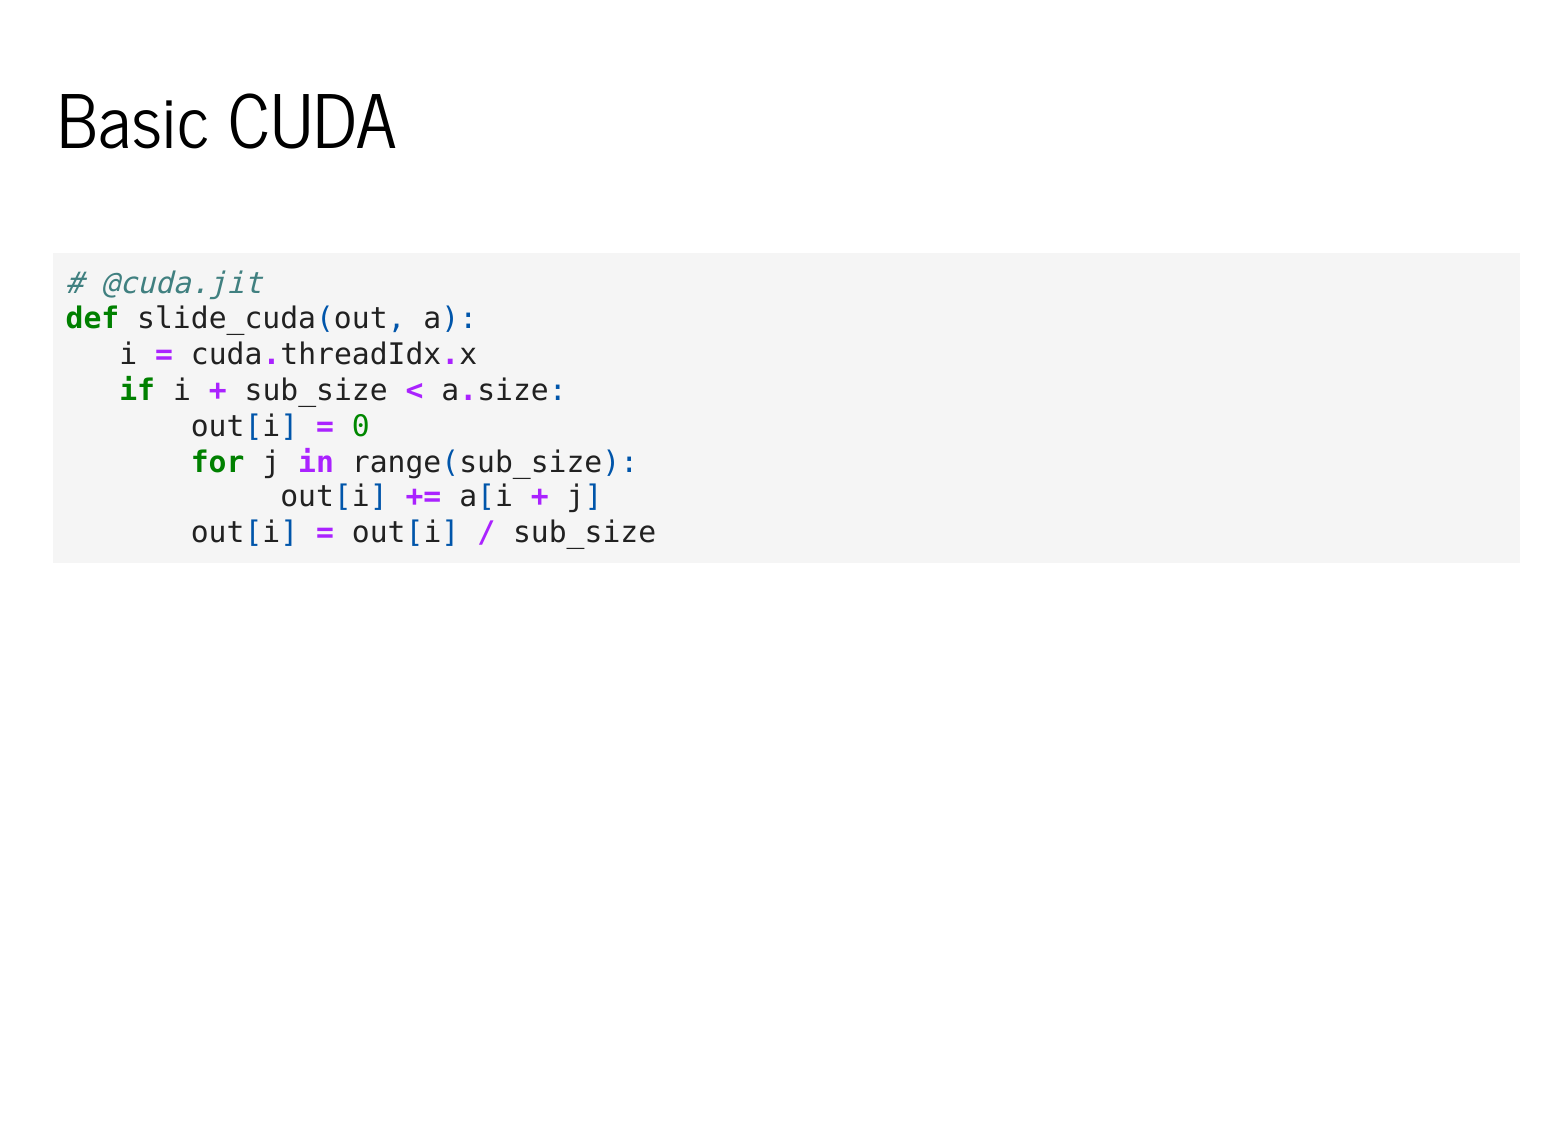 Basic CUDA
# @cuda.jit
def slide_cuda(out, a):
   i = cuda.threadIdx.x
   if i + sub_size < a.size:
       out[i] = 0
       for j in range(sub_size):
            out[i] += a[i + j]
       out[i] = out[i] / sub_size